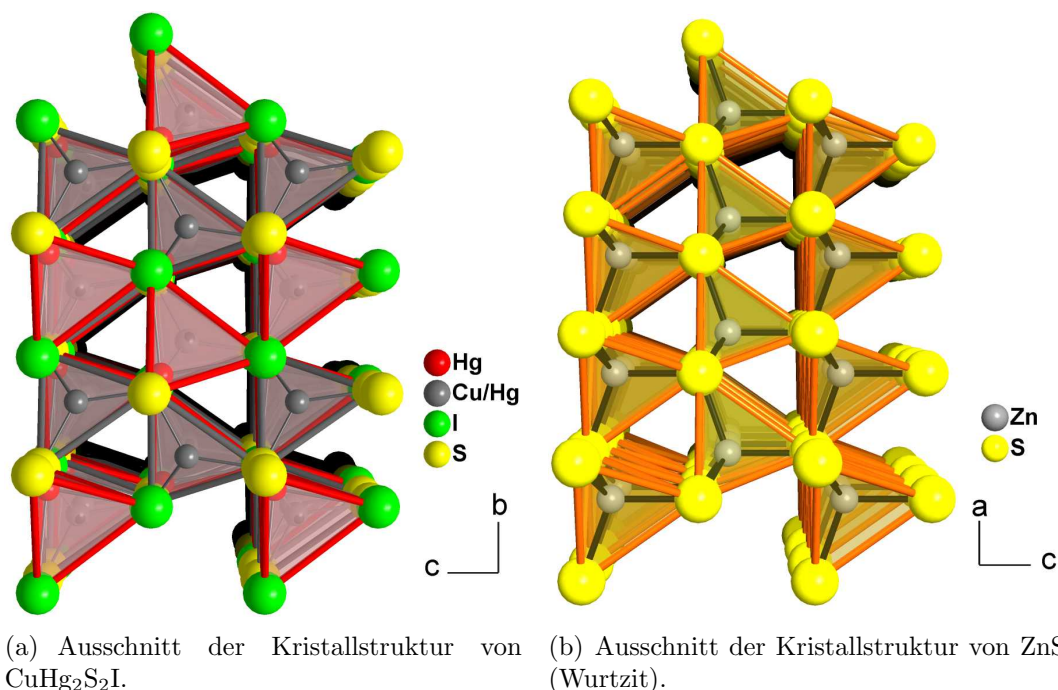 Hg
Cu/Hg
I
S
b
c
Zn
S
a
c
(a) Ausschnitt der Kristallstruktur von
CuHg2S2I.
(b) Ausschnitt der Kristallstruktur von ZnS
(Wurtzit).